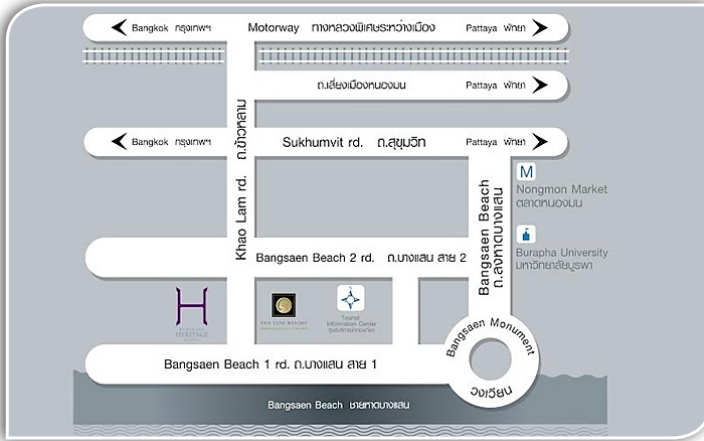 Bangkok กรุงเทพฯ Motorway ทางหลวงพิเศษระหว่างเมือง Pattaya พัทยา
ถ.เลี่ยงเมืองหนองมน Pattaya พัทยา
Khao Lam rd. ถ.ข้าวหลาม
Bangkok กรุงเทพฯ Sukhumvit rd. ถ.สุขุมวิท Pattaya พัทยา
M
Nongmon Market
ตลาดหนองมน
Bangsaen Beach
ถ.ลงหาดบางแสน
Burapha University
มหาวิทยาลัยบูรพา
Bangsaen Beach 2 rd. ถ.บางแสน สาย 2
H
HERITAGE
Tourist
Information Center
Bangsaen Monument
วงเวียน
Bangsaen Beach 1 rd. ถ.บางแสน สาย 1
Bangsaen Beach ชายหาดบางแสน